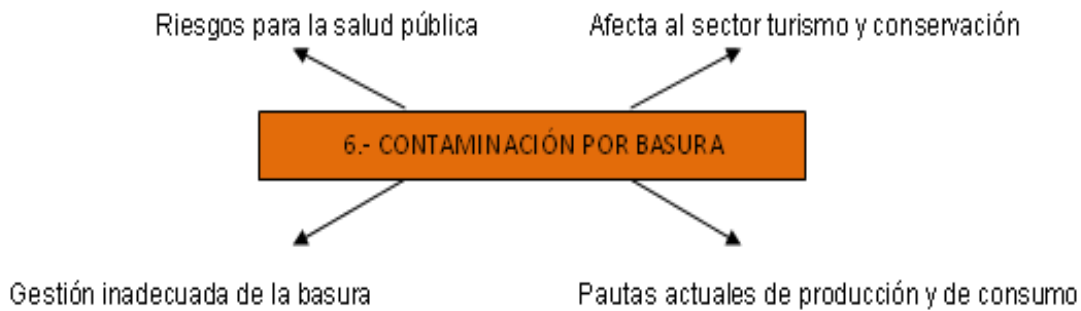 Riesgos para la salud pública
Afecta al sector turismo y conservación
6.- CONTAMINACIÓN POR BASURA
Gestión inadecuada de la basura
Pautas actuales de producción y de consumo